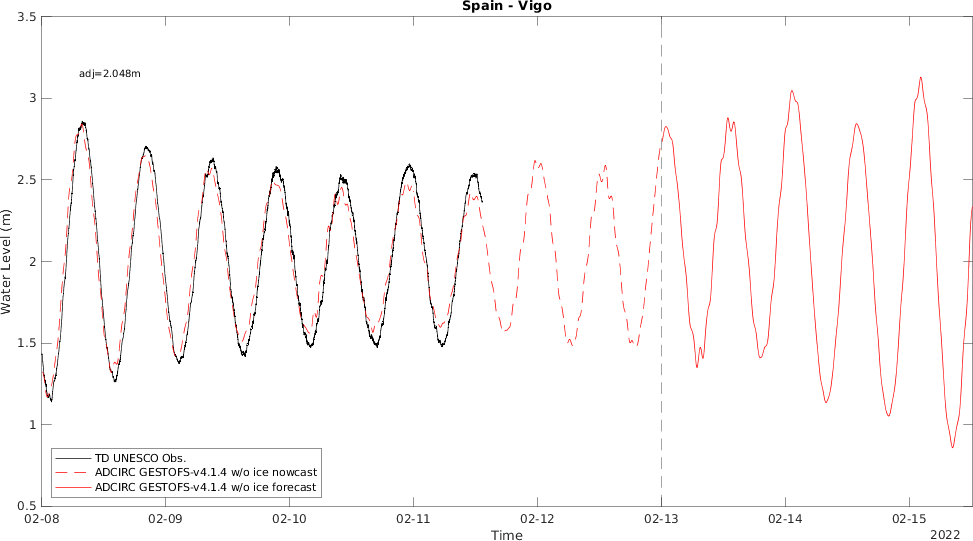 Spain - Vigo
3.5
3
2.5
2
1.5
1
0.5
Water Level (m)
adj=2.048m
TD UNESCO Obs.
ADCIRC GESTOFS-v4.1.4 w/o ice nowcast
ADCIRC GESTOFS-v4.1.4 w/o ice forecast
02-08
02-09
02-10
02-11
02-12
02-13
02-14
02-15
Time
2022